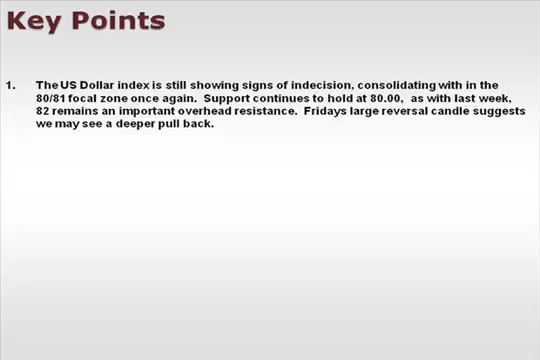 Key Points
1. The US Dollar index is still showing signs of indecision, consolidating with in the
80/81 focal zone once again. Support continues to hold at 80.00, as with last week,
82 remains an important overhead resistance. Fridays large reversal candle suggests
we may see a deeper pull back.